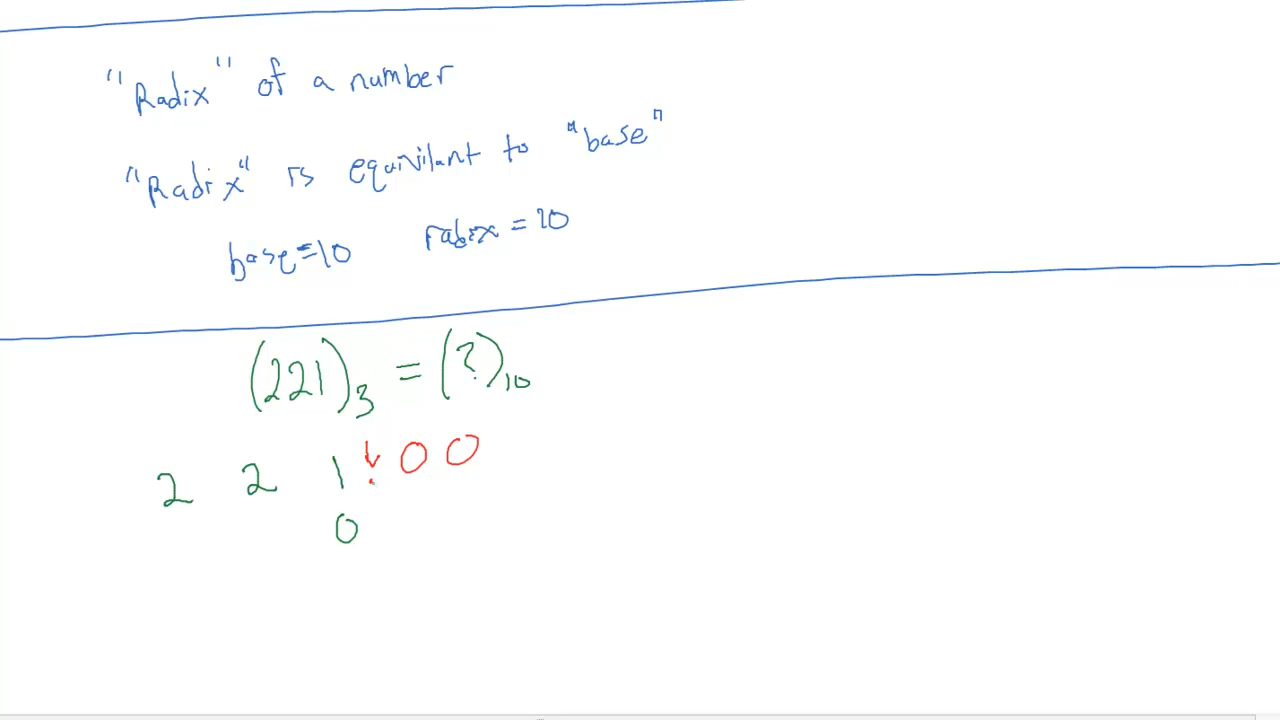 "Radix" of a number
"Radix" is equivilant to "base"
base=10 radix = 10
(221)3 = (?)10
2 2 1 . 0 0
0